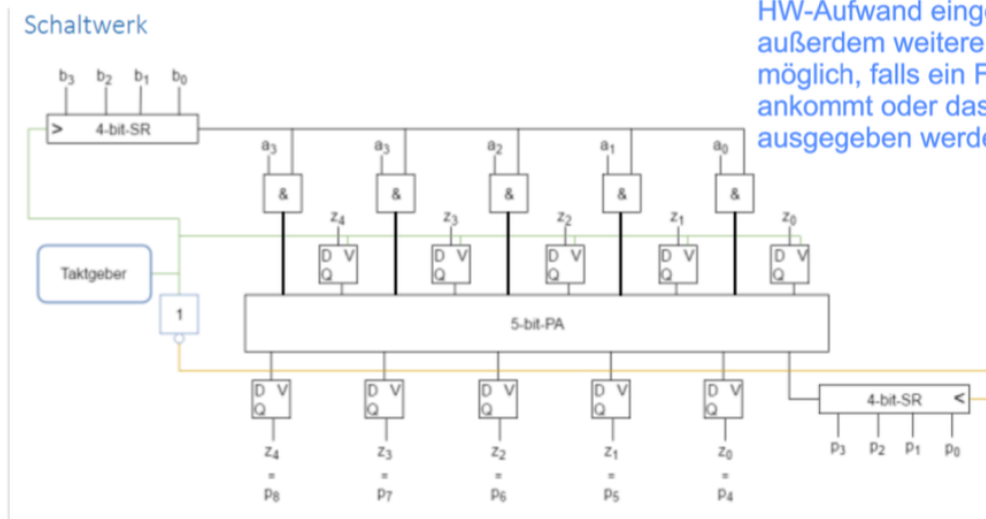 Schaltwerk
HW-Aufwand einge
außerdem weitere
möglich, falls ein F
ankommt oder das
ausgegeben werde
b₃ b₂ b₁ b₀
> 4-bit-SR
a₃ a₃ a₂ a₁ a₀
& & & & &
z₄ z₃ z₂ z₁ z₀
D V D V D V D V D V
Q Q Q Q Q
Taktgeber
1
5-bit-PA
D V D V D V D V D V
Q Q Q Q Q
4-bit-SR <
p₃ p₂ p₁ p₀
z₄ z₃ z₂ z₁ z₀
= = = = =
p₈ p₇ p₆ p₅ p₄